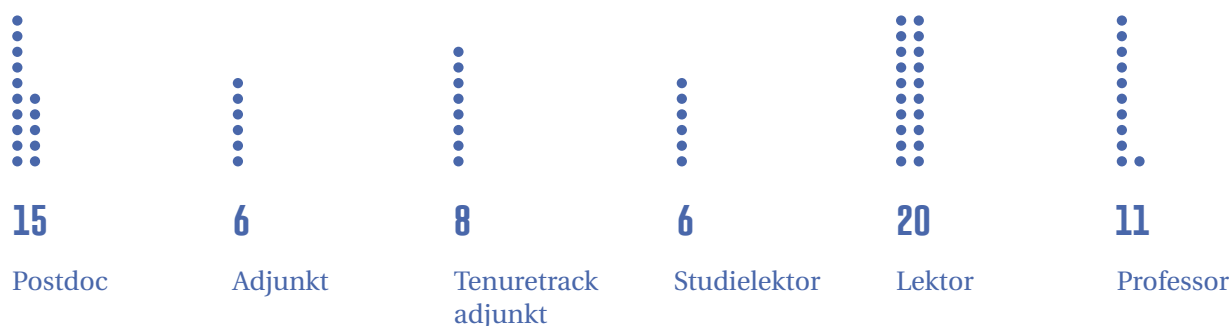 15
Postdoc
6
Adjunkt
8
Tenuretrack
adjunkt
6
Studielektor
20
Lektor
11
Professor